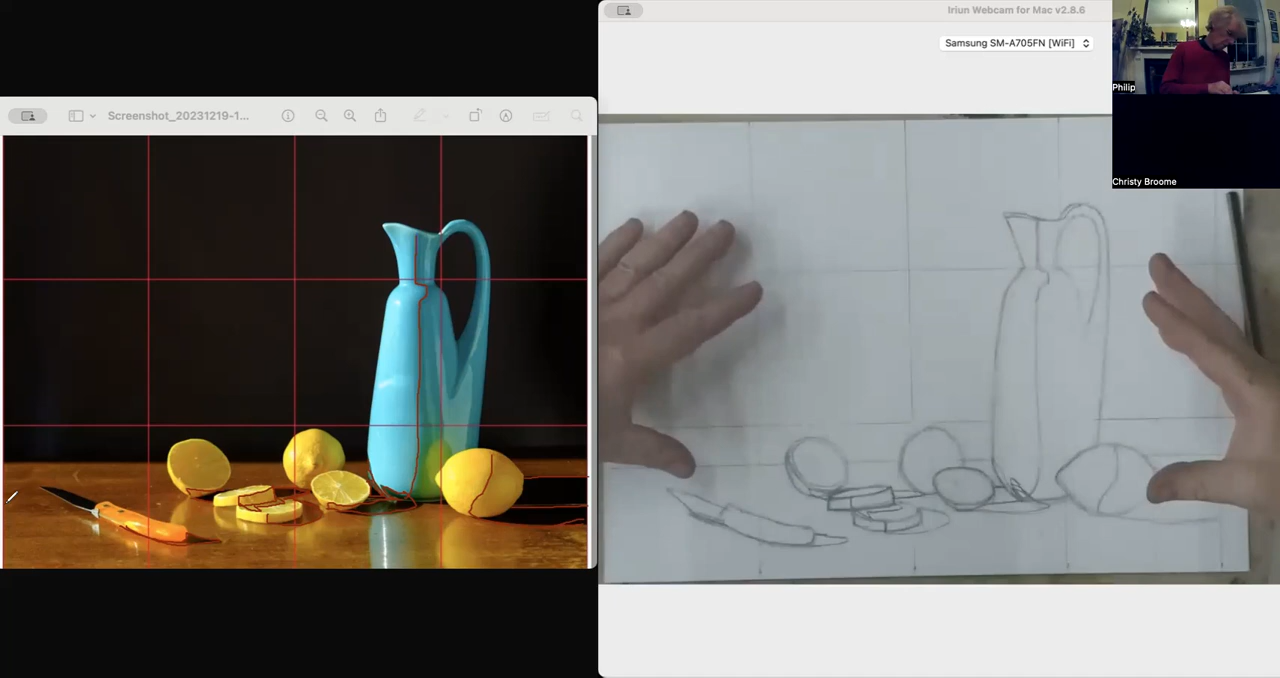 Iriun Webcam for Mac v2.8.6
Samsung SM-A705FN [WiFi]
Philip
Screenshot_20231219-1...
Christy Broome